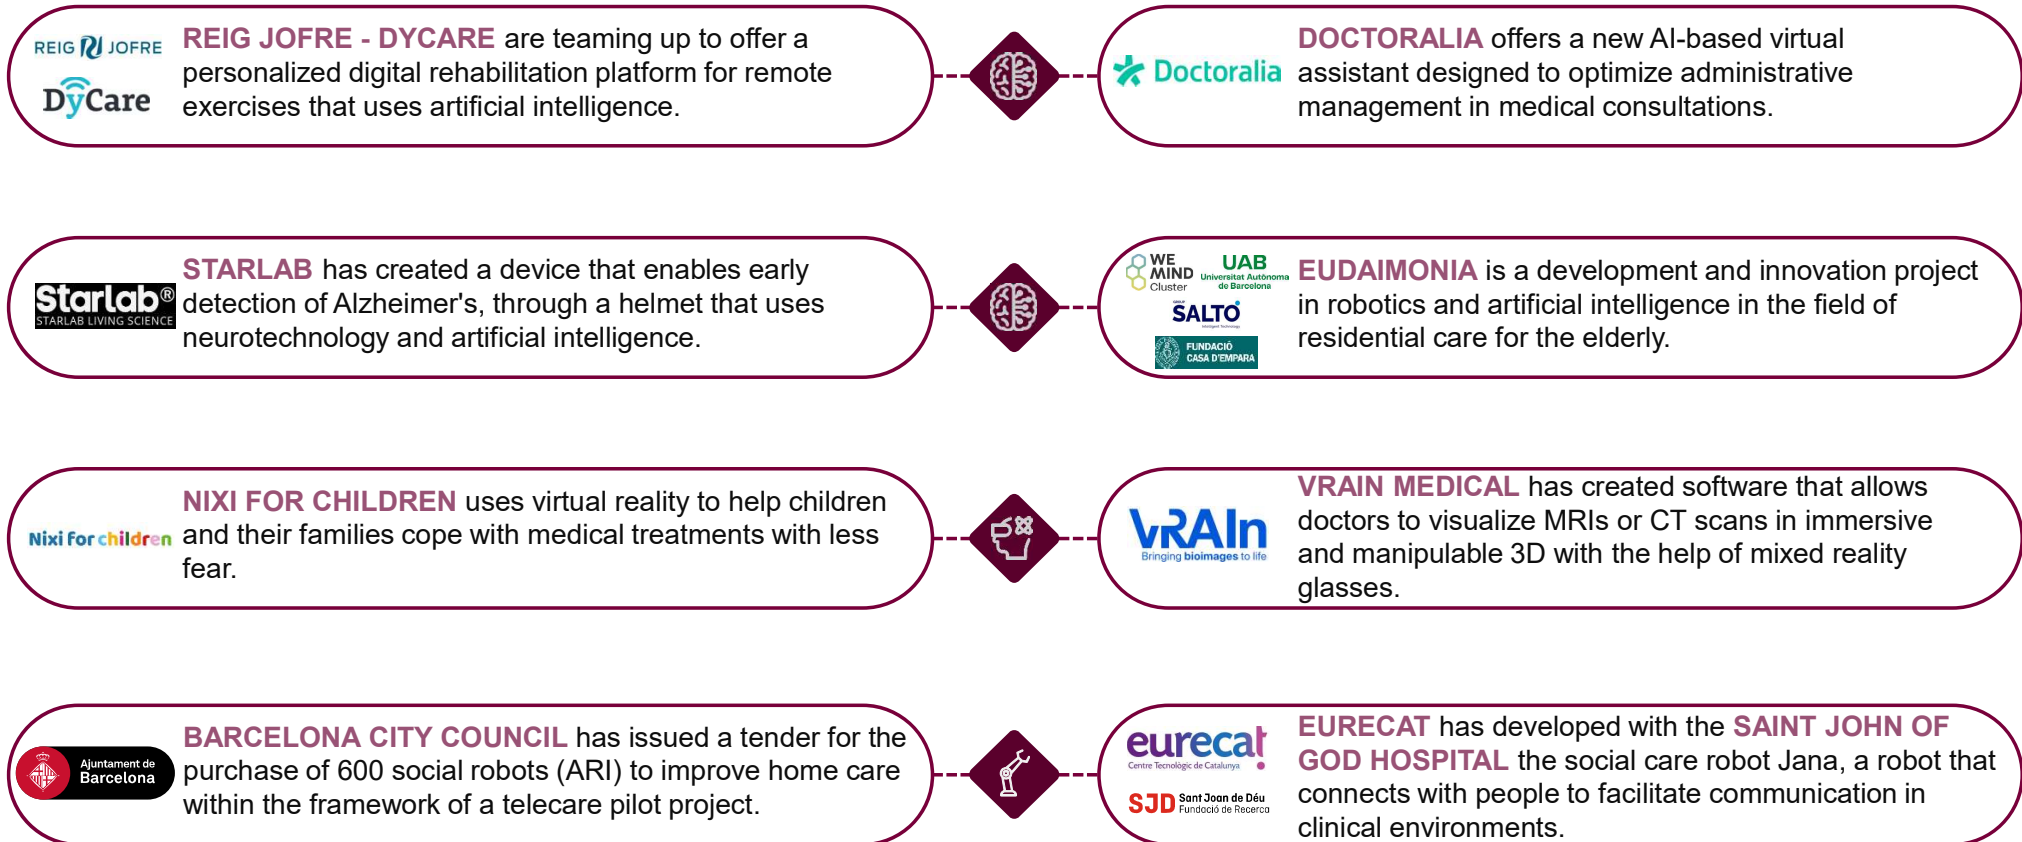 REIG JOFRE
DyCare
REIG JOFRE - DYCARE are teaming up to offer a
personalized digital rehabilitation platform for remote
exercises that uses artificial intelligence.
Doctoralia
DOCTORALIA offers a new AI-based virtual
assistant designed to optimize administrative
management in medical consultations.
Starlab®
STARLAB LIVING SCIENCE
STARLAB has created a device that enables early
detection of Alzheimer's, through a helmet that uses
neurotechnology and artificial intelligence.
WE
MIND
Cluster
UAB
Universitat Autònoma
de Barcelona
GROUP
SALTO
Intelligent Technology
FUNDACIÓ
CASA D'EMPARA
EUDAIMONIA is a development and innovation project
in robotics and artificial intelligence in the field of
residential care for the elderly.
Nixi for children
NIXI FOR CHILDREN uses virtual reality to help children
and their families cope with medical treatments with less
fear.
vRAIn
Bringing bioimages to life
VRAIN MEDICAL has created software that allows
doctors to visualize MRIs or CT scans in immersive
and manipulable 3D with the help of mixed reality
glasses.
Ajuntament de
Barcelona
BARCELONA CITY COUNCIL has issued a tender for the
purchase of 600 social robots (ARI) to improve home care
within the framework of a telecare pilot project.
eurecat
Centre Tecnològic de Catalunya
SJD Sant Joan de Déu
Fundació de Recerca
EURECAT has developed with the SAINT JOHN OF
GOD HOSPITAL the social care robot Jana, a robot that
connects with people to facilitate communication in
clinical environments.